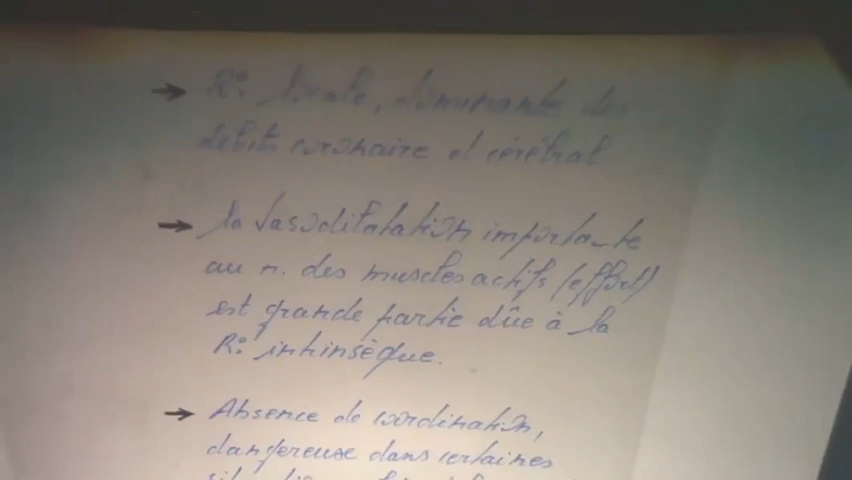 → R°: locale, dominante des
débits coronaire et cérébral
→ la vasodilatation importante
au n. des muscles actifs (effort)
est grande partie dûe à la
R°: intrinsèque.
→ Absence de coordination,
dangereuse dans certaines